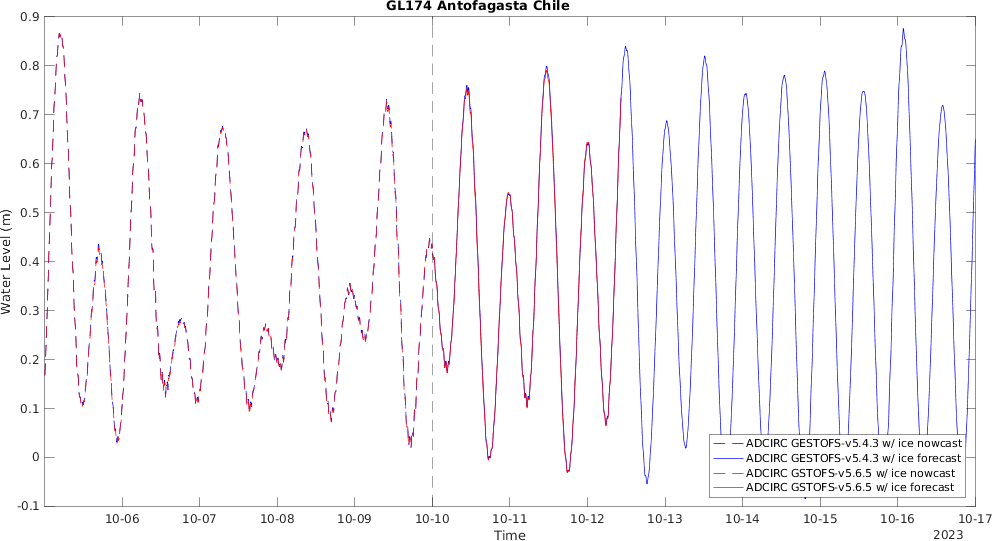 GL174 Antofagasta Chile
0.9
0.8
0.7
0.6
0.5
0.4
0.3
0.2
0.1
0
-0.1
Water Level (m)
ADCIRC GESTOFS-v5.4.3 w/ ice nowcast
ADCIRC GESTOFS-v5.4.3 w/ ice forecast
ADCIRC GSTOFS-v5.6.5 w/ ice nowcast
ADCIRC GSTOFS-v5.6.5 w/ ice forecast
10-06 10-07 10-08 10-09 10-10 10-11 10-12 10-13 10-14 10-15 10-16 10-17
Time
2023